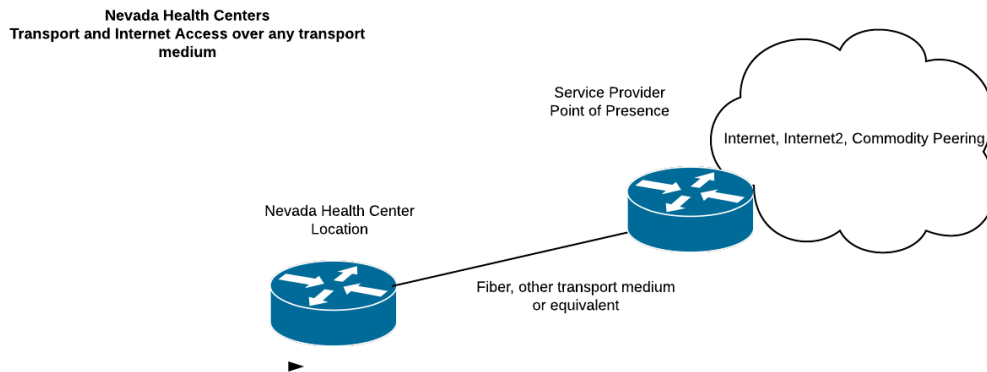 Nevada Health Centers
Transport and Internet Access over any transport
medium
Service Provider
Point of Presence
Internet, Internet2, Commodity Peering
Nevada Health Center
Location
Fiber, other transport medium
or equivalent